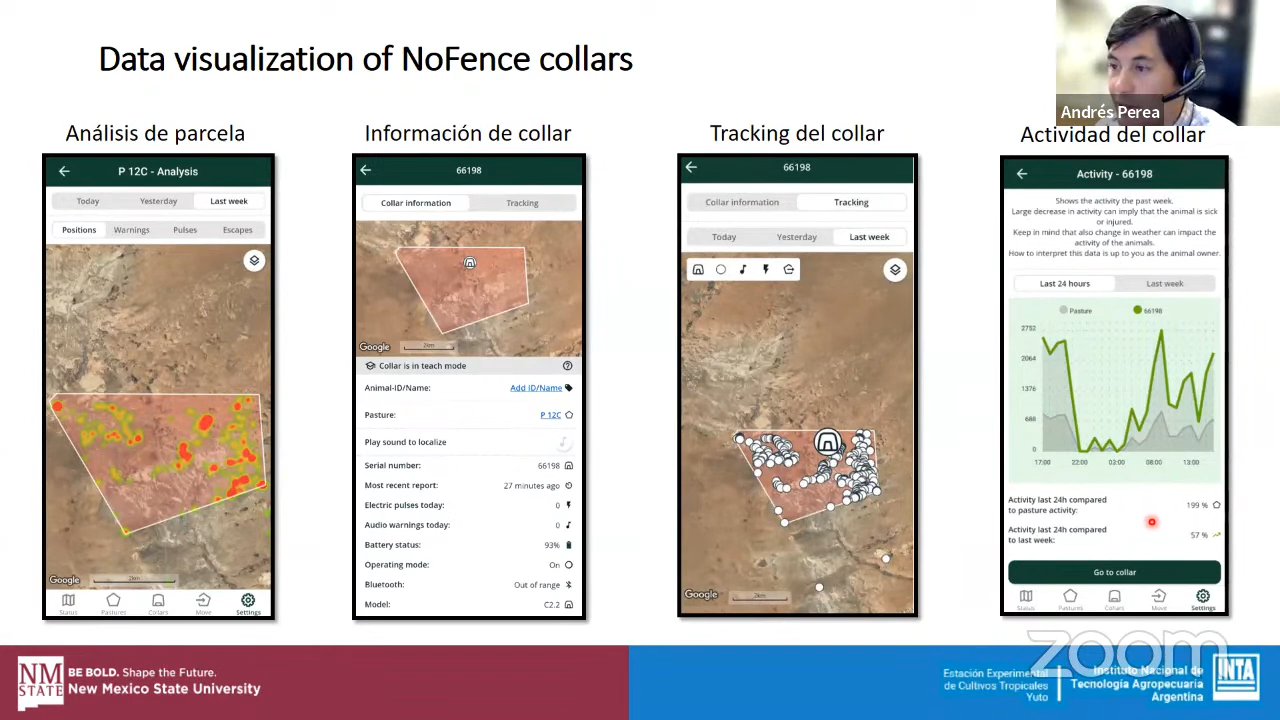 Data visualization of NoFence collars
Andrés Perea
Análisis de parcela
P 12C - Analysis
Today Yesterday Last week
Positions Warnings Pulses Escapes
Google 2km
Status Pastures Collars Move Settings
Información de collar
66198
Collar information Tracking
Google 2km
Collar is in teach mode
Animal-ID/Name: Add ID/Name
Pasture: P 12C
Play sound to localize
Serial number: 66198
Most recent report: 27 minutes ago
Electric pulses today: 0
Audio warnings today: 0
Battery status: 93%
Operating mode: On
Bluetooth: Out of range
Model: C2.2
Tracking del collar
66198
Collar information Tracking
Today Yesterday Last week
Google 2km
Actividad del collar
Activity - 66198
Shows the activity the past week.
Large decrease in activity can imply that the animal is sick
or injured.
Keep in mind that also change in weather can impact the
activity of the animals.
How to interpret this data is up to you as the animal owner.
Last 24 hours Last week
Pasture 66198
2752
2064
1376
688
0
17:00 22:00 03:00 08:00 13:00
Activity last 24h compared
to pasture activity: 199 %
Activity last 24h compared
to last week: 57 %
Go to collar
Status Pastures Collars Move Settings
zoom
NM
STATE
BE BOLD. Shape the Future.
New Mexico State University
Estación Experimental
de Cultivos Tropicales
Yuto
Instituto Nacional de
Tecnología Agropecuaria
Argentina
INTA